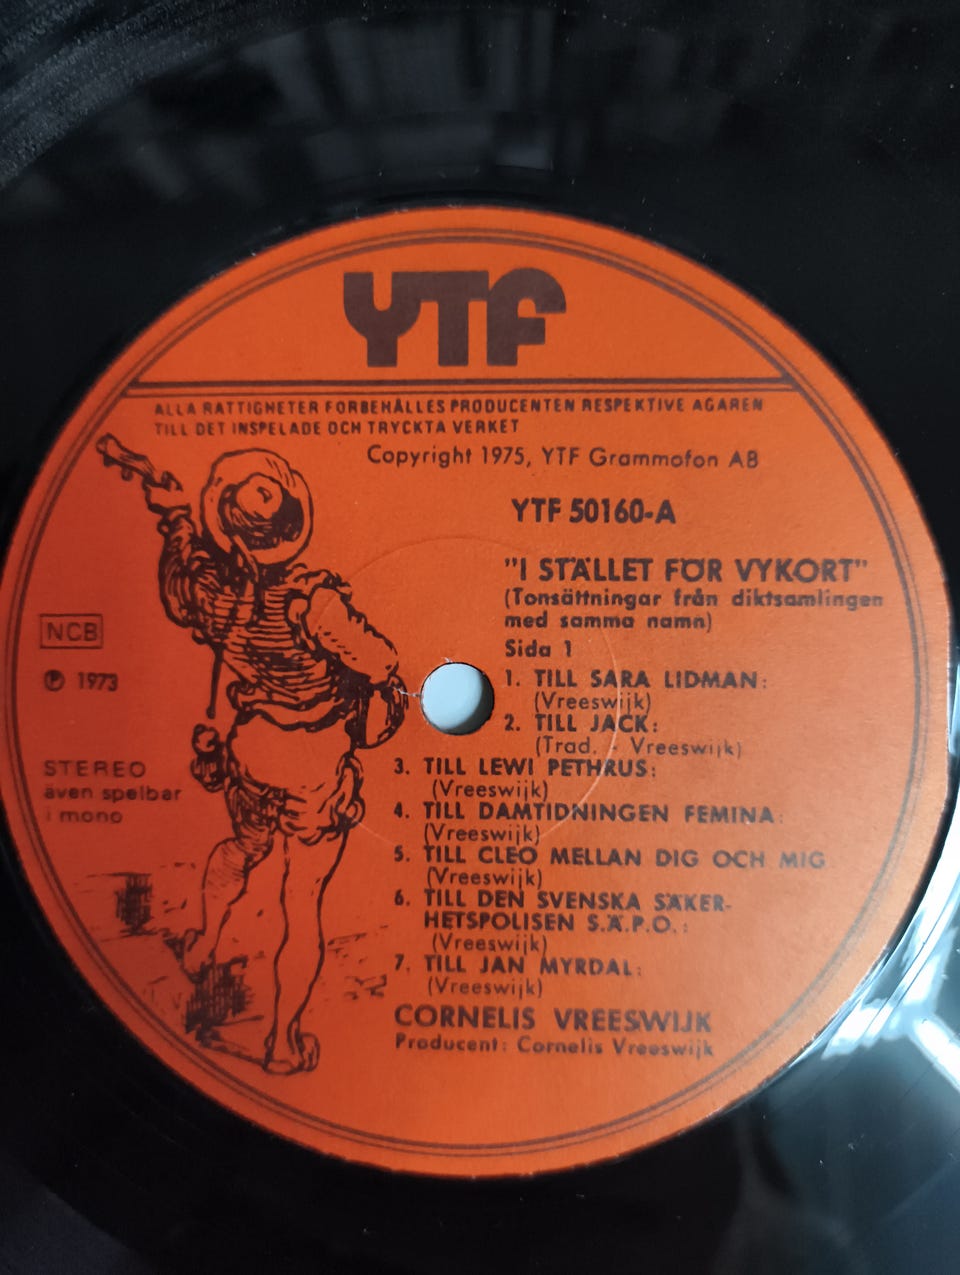 YTF
ALLA RATTIGHETER FORBEHÅLLES PRODUCENTEN RESPEKTIVE AGAREN
TILL DET INSPELADE OCH TRYCKTA VERKET
Copyright 1975, YTF Grammofon AB
YTF 50160-A
"I STÄLLET FÖR VYKORT"
(Tonsättningar från diktsamlingen
med samma namn)
Sida 1
1. TILL SARA LIDMAN:
(Vreeswijk)
2. TILL JACK:
(Trad. - Vreeswijk)
3. TILL LEWI PETHRUS:
(Vreeswijk)
4. TILL DAMTIDNINGEN FEMINA:
(Vreeswijk)
5. TILL CLEO MELLAN DIG OCH MIG
(Vreeswijk)
6. TILL DEN SVENSKA SÄKER-
HETSPOLISEN S.Ä.P.O.:
(Vreeswijk)
7. TILL JAN MYRDAL:
(Vreeswijk)
CORNELIS VREESWIJK
Producent: Cornelis Vreeswijk
NCB
Ⓟ 1973
STEREO
även spelbar
i mono